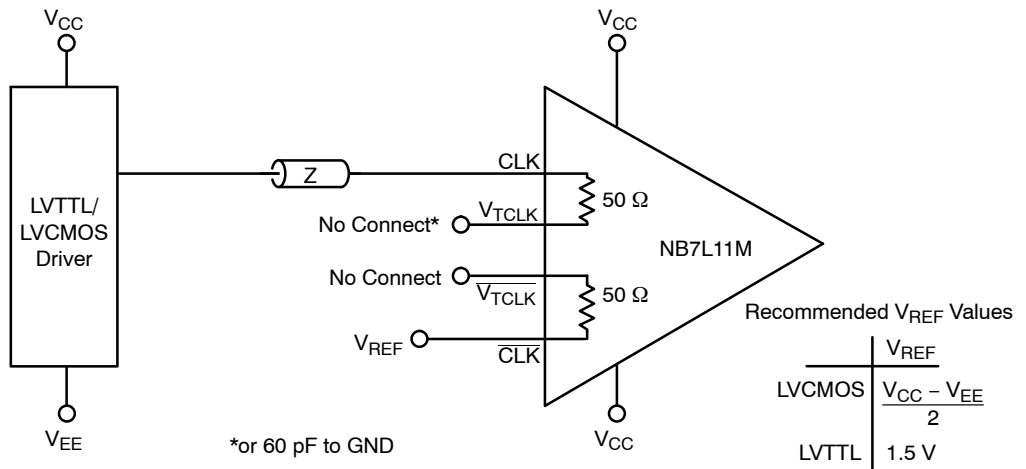 VCC
VCC
LVTTL/
LVCMOS
Driver
Z
CLK
50 Ω
No Connect*
VTCLK
NB7L11M
No Connect
VTCLK
50 Ω
VREF
CLK
Recommended VREF Values
VREF
LVCMOS
VCC – VEE
2
LVTTL
1.5 V
VEE
*or 60 pF to GND
VCC